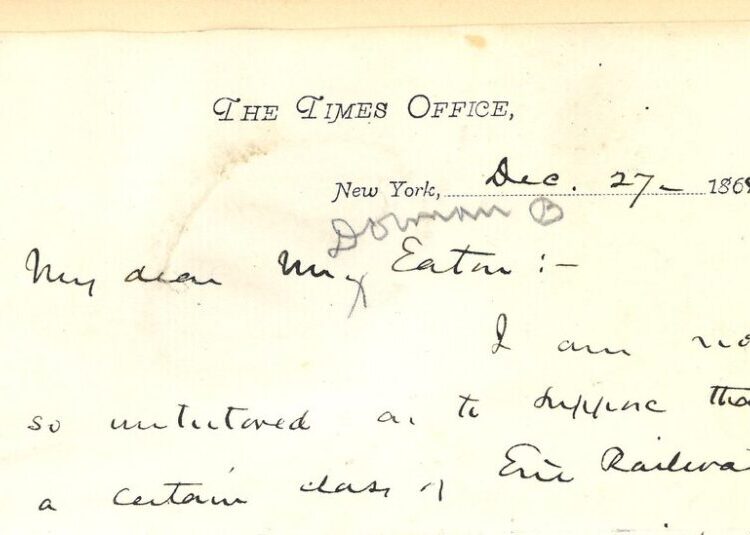 THE TIMES OFFICE,
New York, Dec. 27 – 186
Dorman B
My dear Mr Eaton :–
I am no
so untutored as to suppose tha
a certain class of Erie Railwa